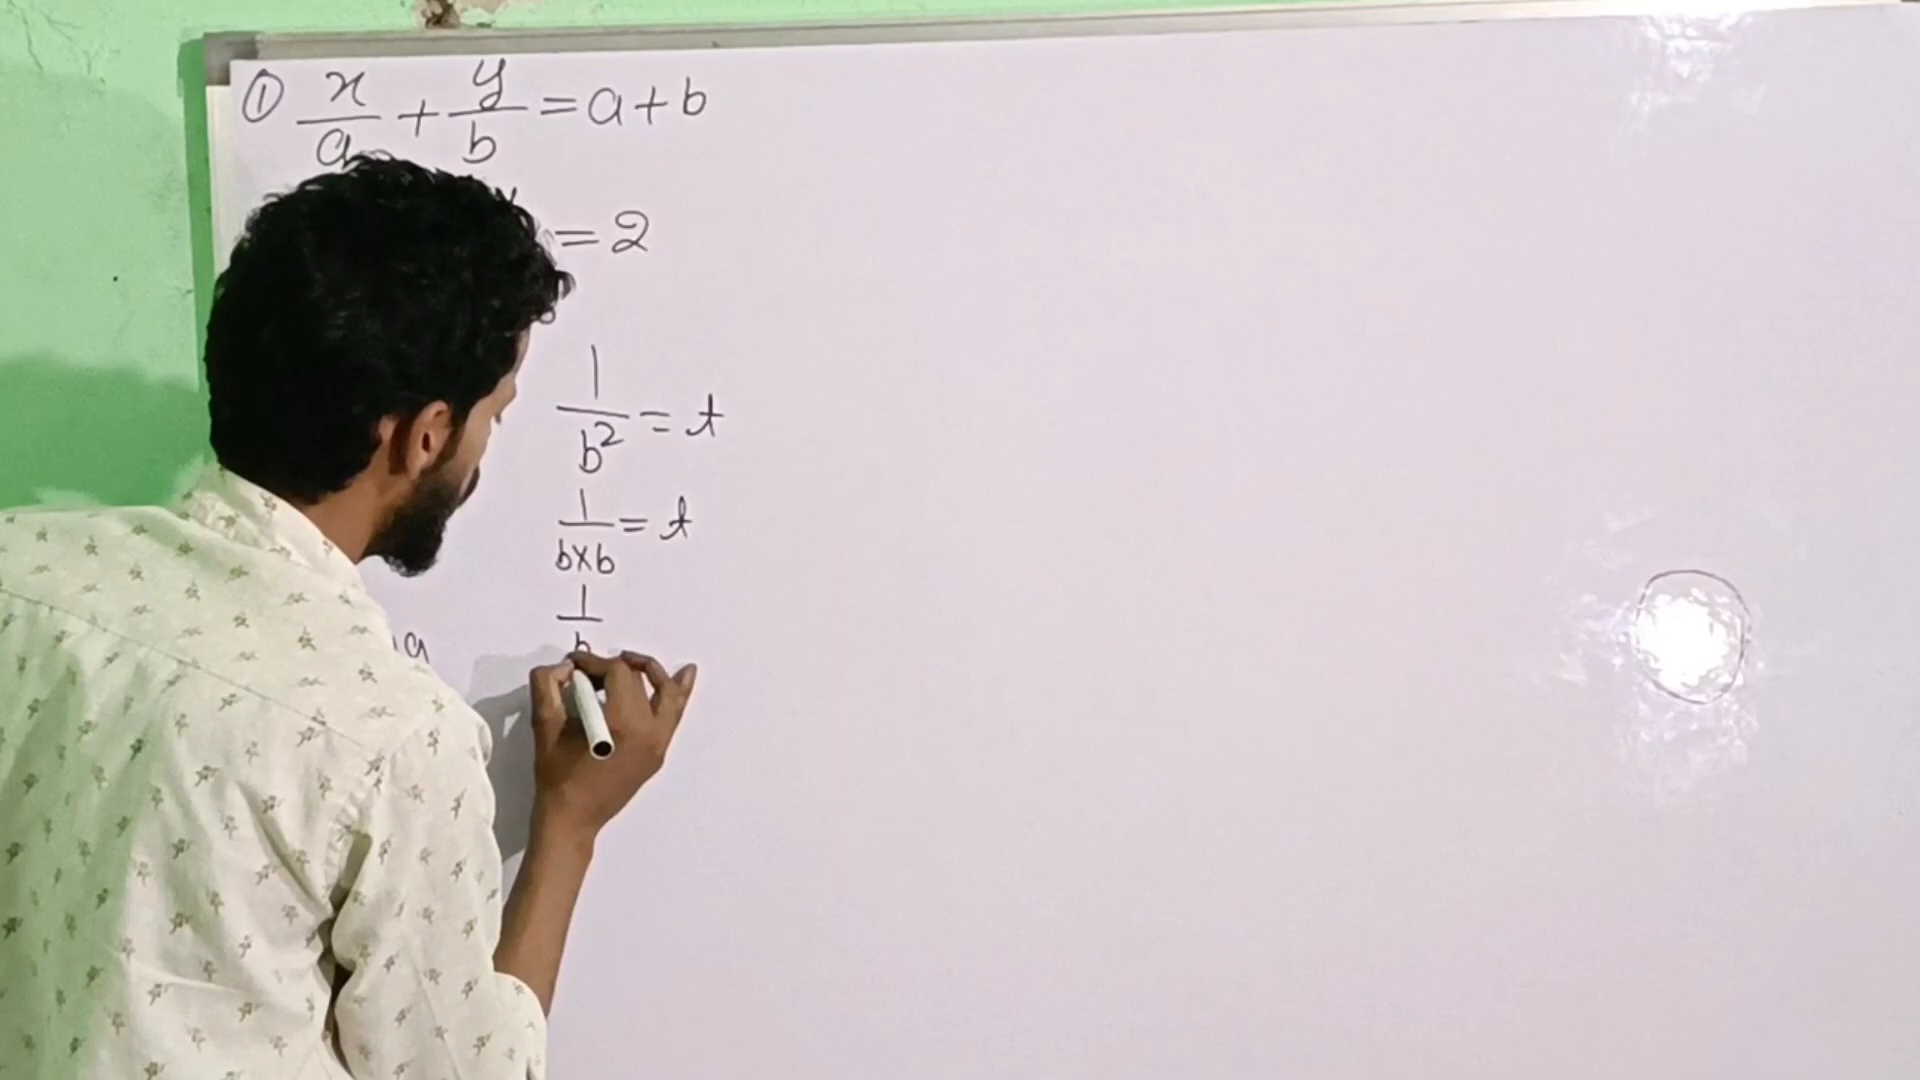 ① x/a + y/b = a + b
= 2
1/b² = t
1/b×b = t
1/b
a